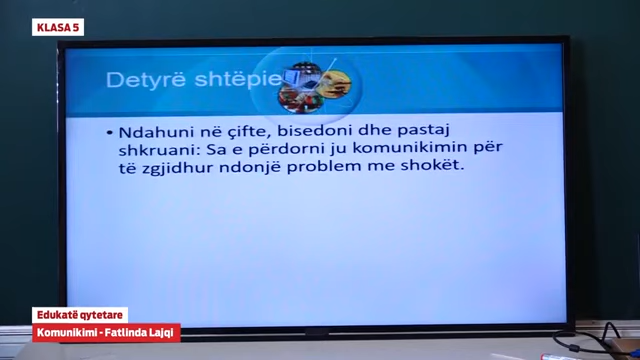 KLASA 5
Detyrë shtëpie
• Ndahuni në çifte, bisedoni dhe pastaj
shkruani: Sa e përdorni ju komunikimin për
të zgjidhur ndonjë problem me shokët.
Edukatë qytetare
Komunikimi - Fatlinda Lajqi